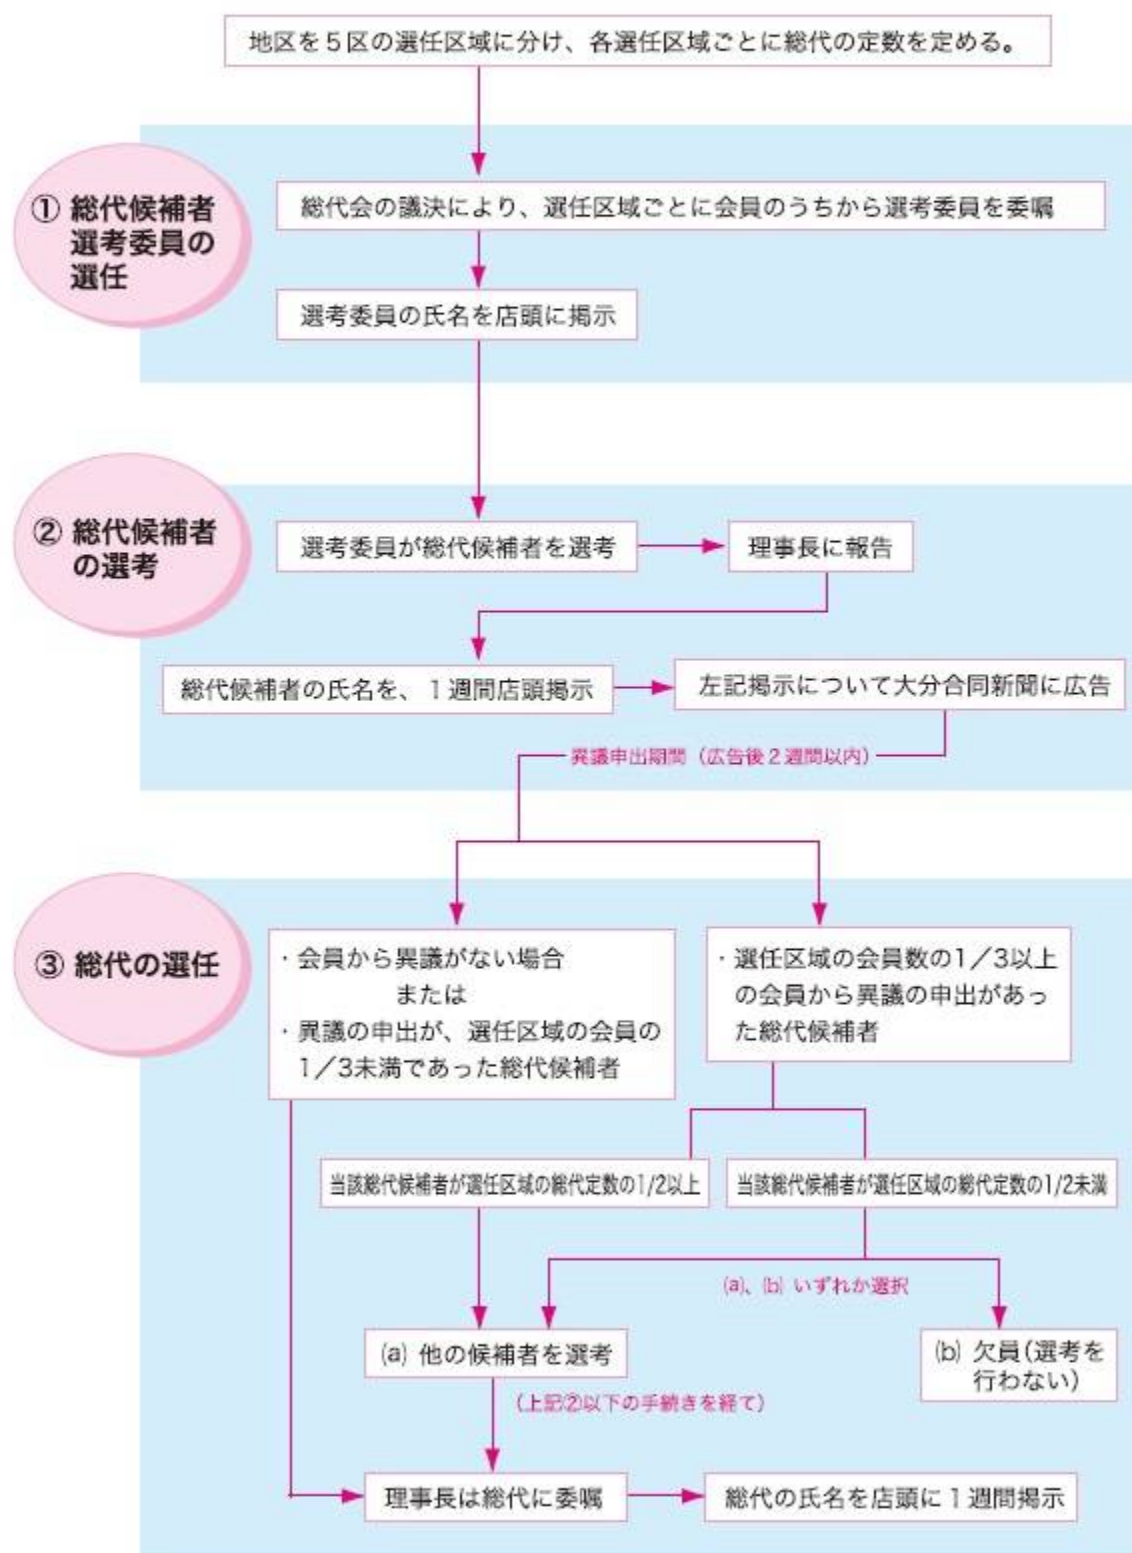 地区を5区の選任区域に分け、各選任区域ごとに総代の定数を定める。
① 総代候補者
選考委員の
選任
総代会の議決により、選任区域ごとに会員のうちから選考委員を委嘱
選考委員の氏名を店頭に掲示
② 総代候補者
の選考
選考委員が総代候補者を選考
理事長に報告
総代候補者の氏名を、1週間店頭掲示
左記掲示について大分合同新聞に広告
異議申出期間（広告後2週間以内）
③ 総代の選任
・会員から異議がない場合
または
・異議の申出が、選任区域の会員の
1／3未満であった総代候補者
・選任区域の会員数の1／3以上
の会員から異議の申出があっ
た総代候補者
当該総代候補者が選任区域の総代定数の1/2以上
当該総代候補者が選任区域の総代定数の1/2未満
(a)、(b) いずれか選択
(a) 他の候補者を選考
(b) 欠員（選考を
行わない）
（上記②以下の手続きを経て）
理事長は総代に委嘱
総代の氏名を店頭に1週間掲示